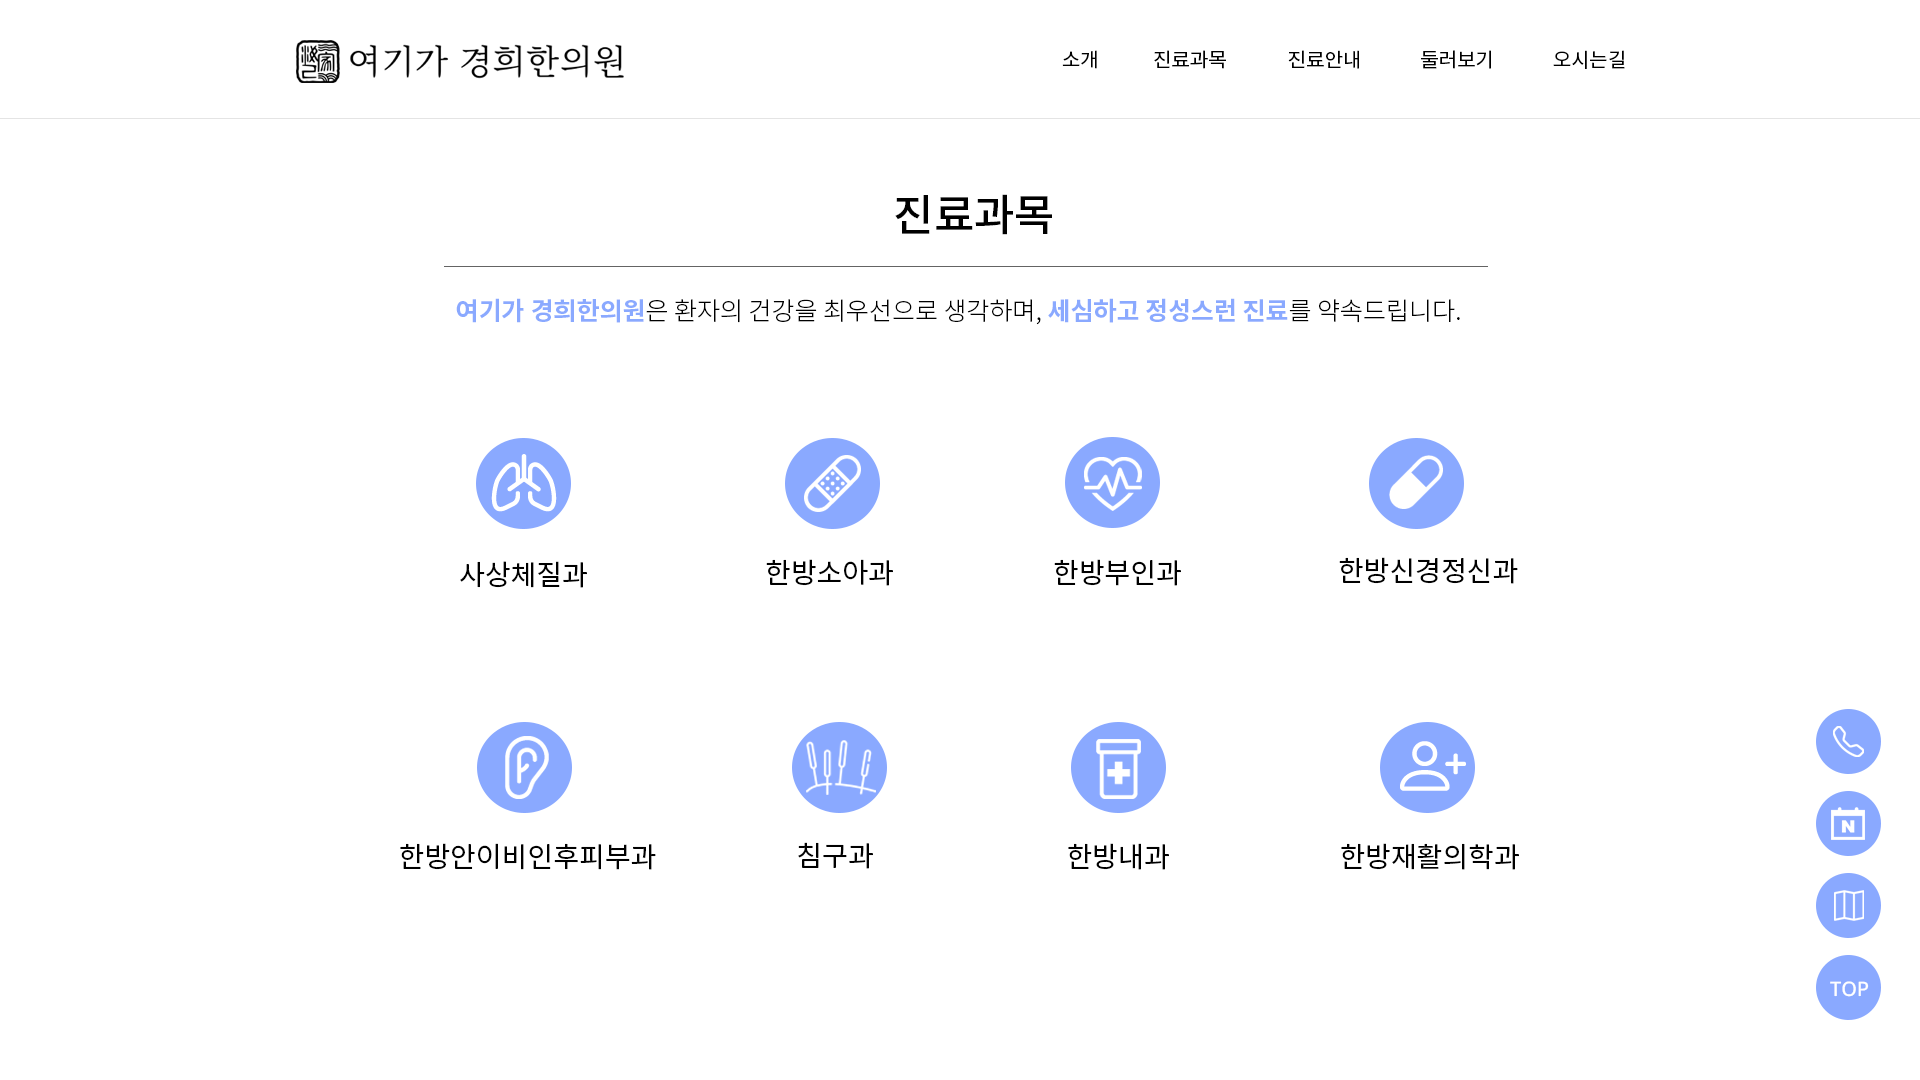 여기가 경희한의원
소개 진료과목 진료안내 둘러보기 오시는길
진료과목
여기가 경희한의원은 환자의 건강을 최우선으로 생각하며, 세심하고 정성스런 진료를 약속드립니다.
사상체질과 한방소아과 한방부인과 한방신경정신과
한방안이비인후피부과 침구과 한방내과 한방재활의학과
N
TOP